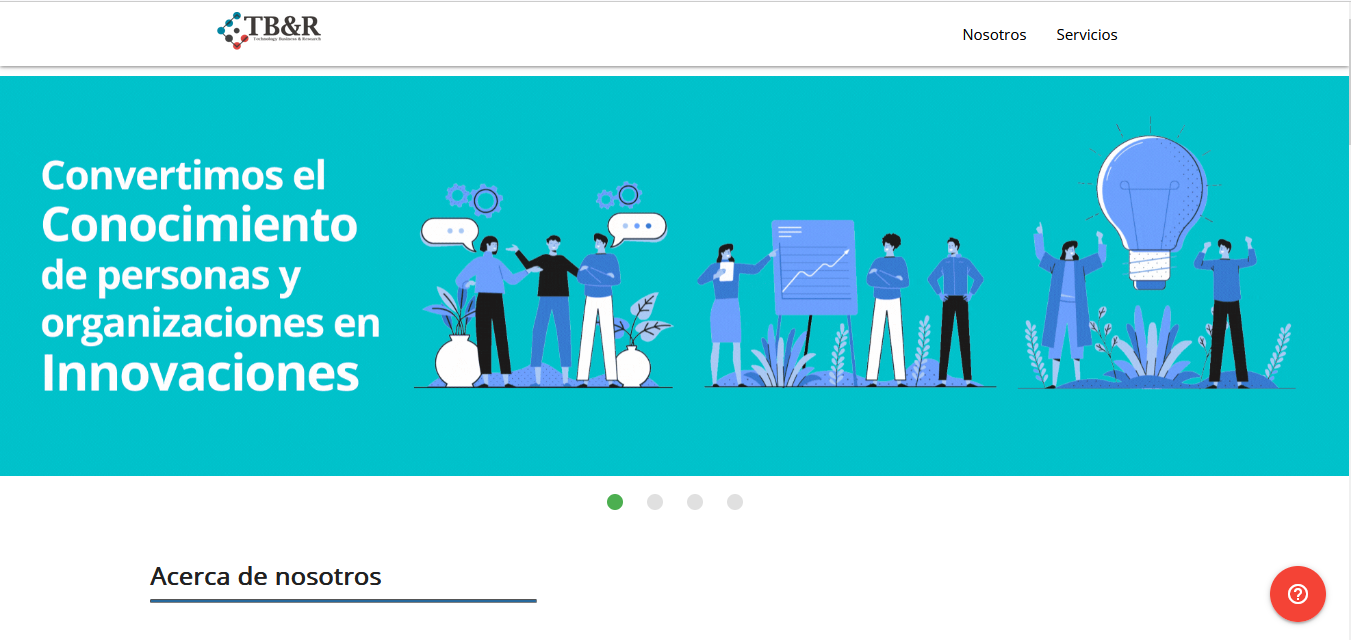 TB&R
Technology Business & Research
Nosotros
Servicios
Convertimos el
Conocimiento
de personas y
organizaciones en
Innovaciones
Acerca de nosotros